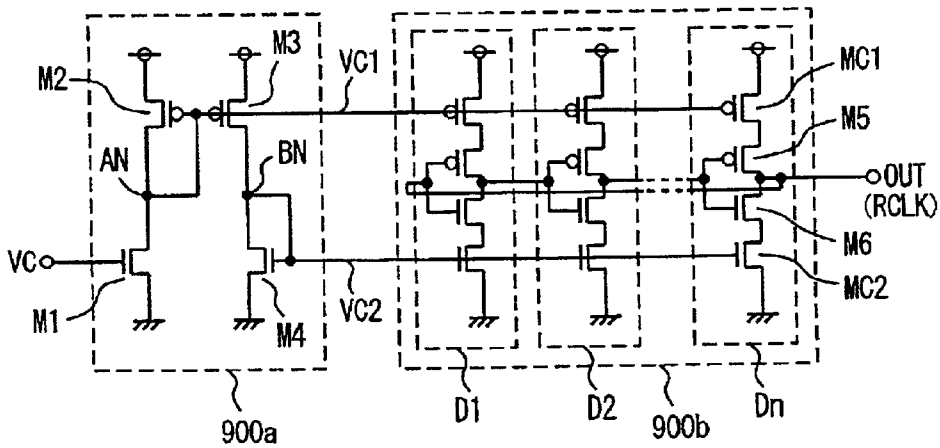 M3
M2
VC1
MC1
M5
AN
BN
OUT
(RCLK)
VC
M6
M1
M4
VC2
MC2
900a
D1
D2
900b
Dn